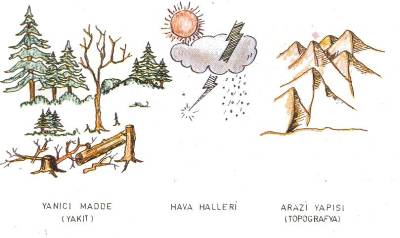 YANICI MADDE
(YAKIT)
HAVA HALLERİ
ARAZİ YAPISI
(TOPOGRAFYA)